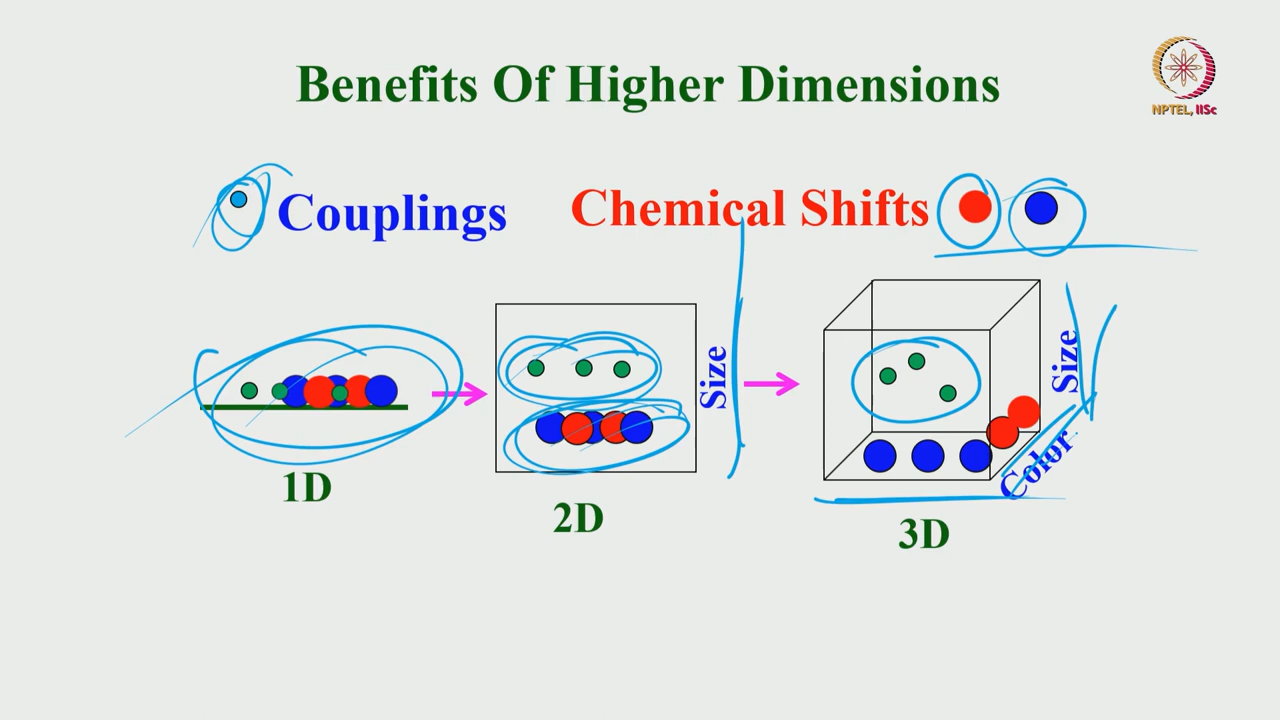 Benefits Of Higher Dimensions
NPTEL, IISc
Couplings
Chemical Shifts
Size
Size
Color
1D
2D
3D